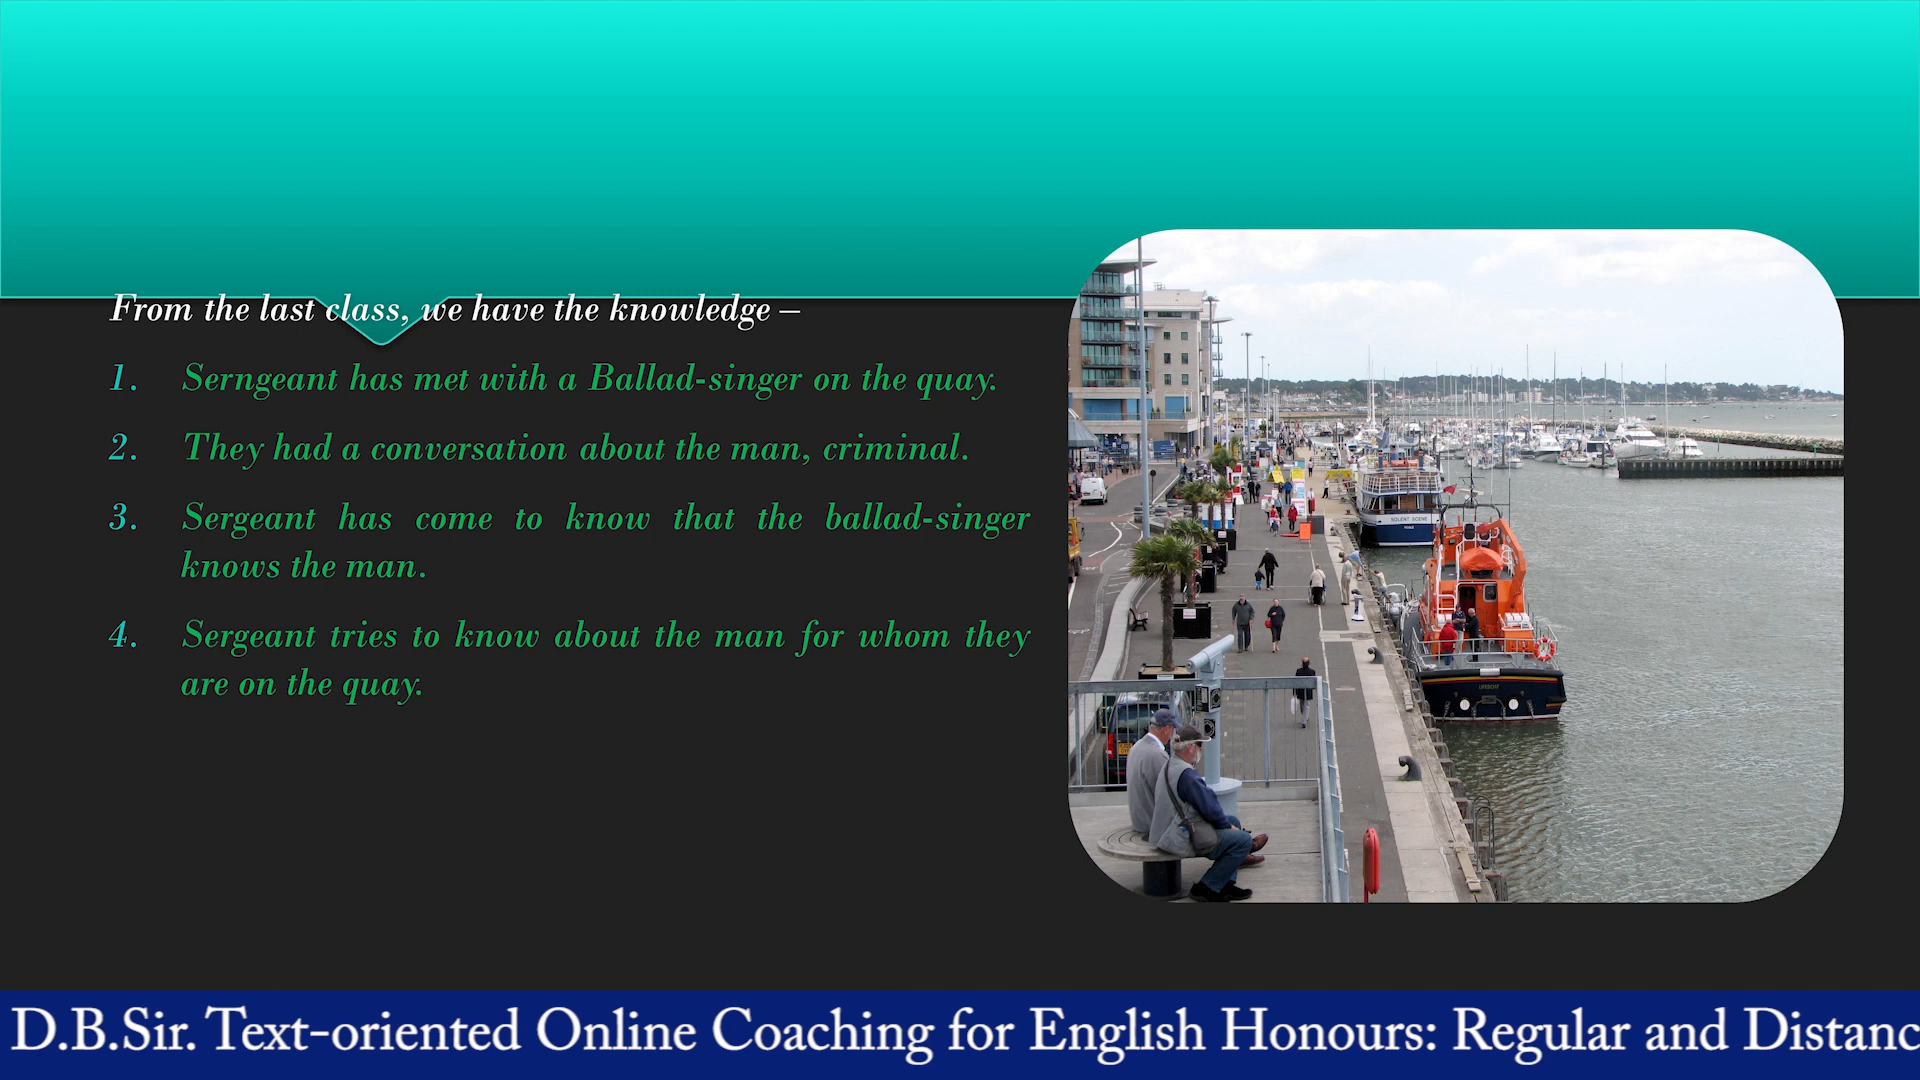 From the last class, we have the knowledge –
1. Serngeant has met with a Ballad-singer on the quay.
2. They had a conversation about the man, criminal.
3. Sergeant has come to know that the ballad-singer
knows the man.
4. Sergeant tries to know about the man for whom they
are on the quay.
SOLENT SCENE
LIFEBOAT
D.B.Sir. Text-oriented Online Coaching for English Honours: Regular and Distanc